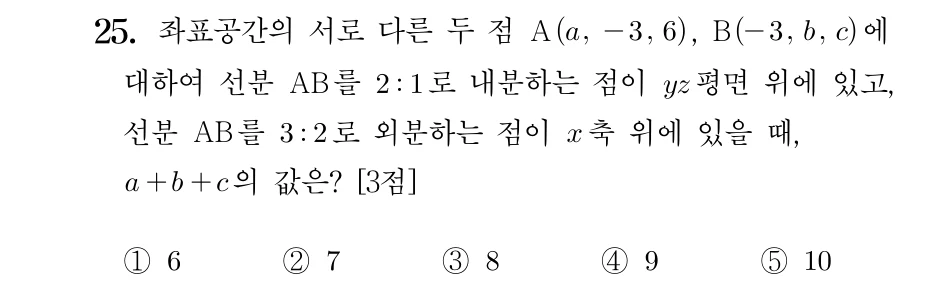 25. 좌표공간의 서로 다른 두 점 A(a, −3, 6), B(−3, b, c)에
대하여 선분 AB를 2:1로 내분하는 점이 yz평면 위에 있고,
선분 AB를 3:2로 외분하는 점이 x축 위에 있을 때,
a+b+c의 값은? [3점]
① 6 ② 7 ③ 8 ④ 9 ⑤ 10